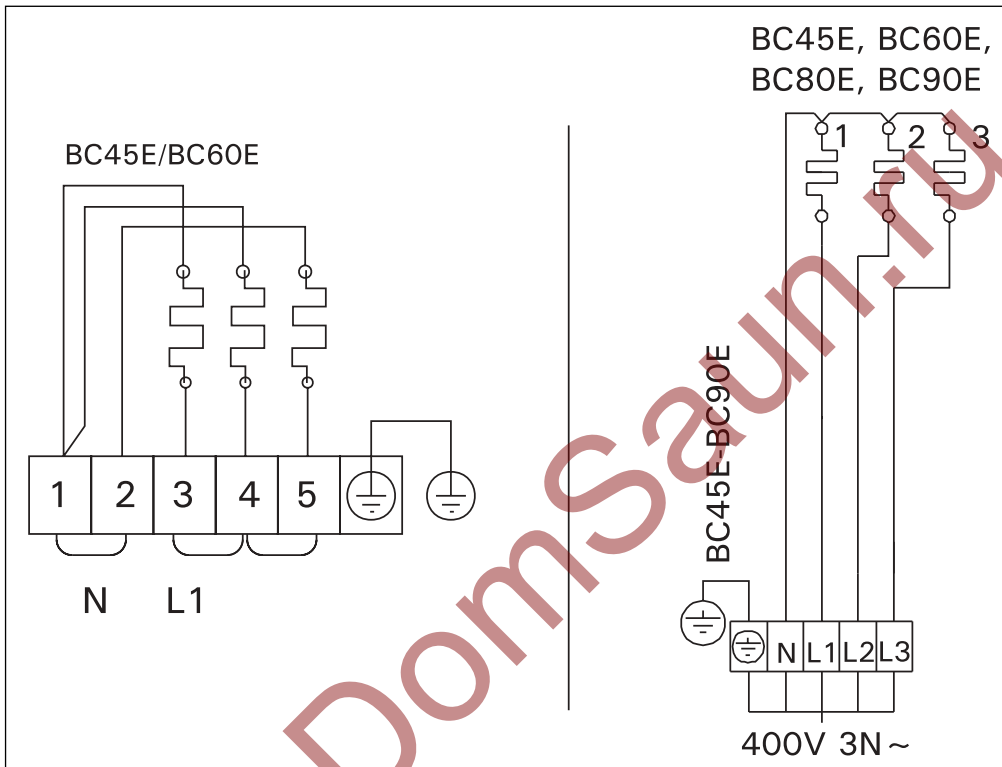 BC45E/BC60E
1 2 3 4 5
N L1
BC45E, BC60E,
BC80E, BC90E
1 2 3
BC45E-BC90E
N L1 L2 L3
400V 3N ~
DomSaun.ru